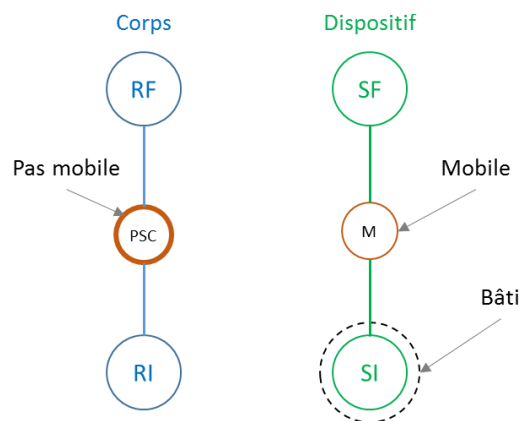 Corps
Dispositif
RF
SF
Pas mobile
Mobile
PSC
M
Bâti
RI
SI